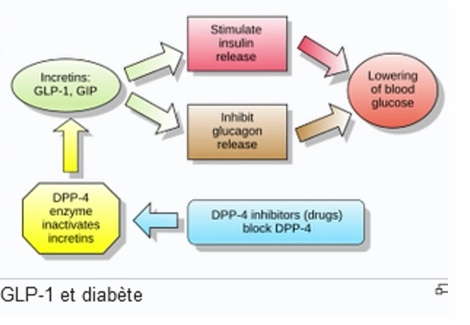 Stimulate
insulin
release
Incretins:
GLP-1, GIP
Lowering
of blood
glucose
Inhibit
glucagon
release
DPP-4
enzyme
inactivates
incretins
DPP-4 inhibitors (drugs)
block DPP-4
GLP-1 et diabète